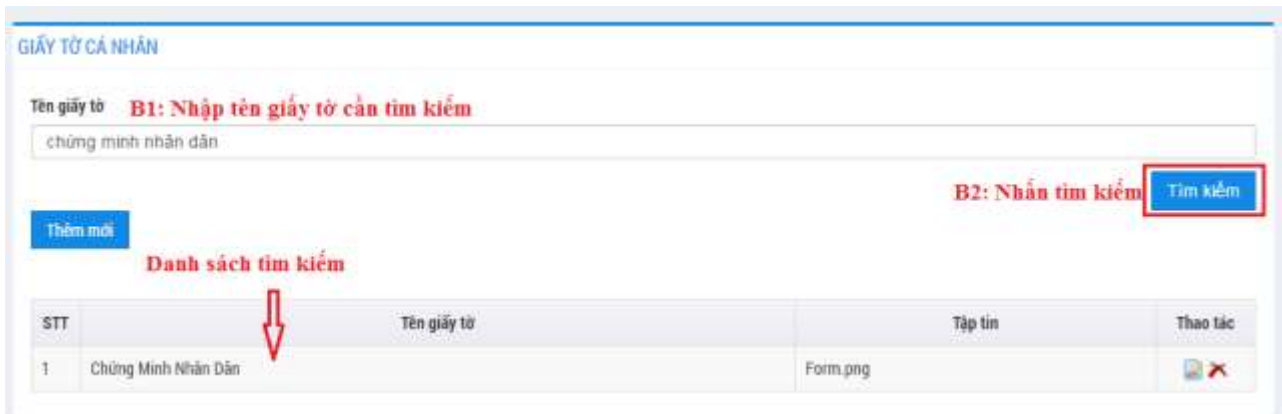 GIẤY TỜ CÁ NHÂN
Tên giấy tờ B1: Nhập tên giấy tờ cần tìm kiếm
chứng minh nhân dân
B2: Nhấn tìm kiếm Tìm kiếm
Thêm mới
Danh sách tìm kiếm
STT Tên giấy tờ Tập tin Thao tác
1 Chứng Minh Nhân Dân Form.png